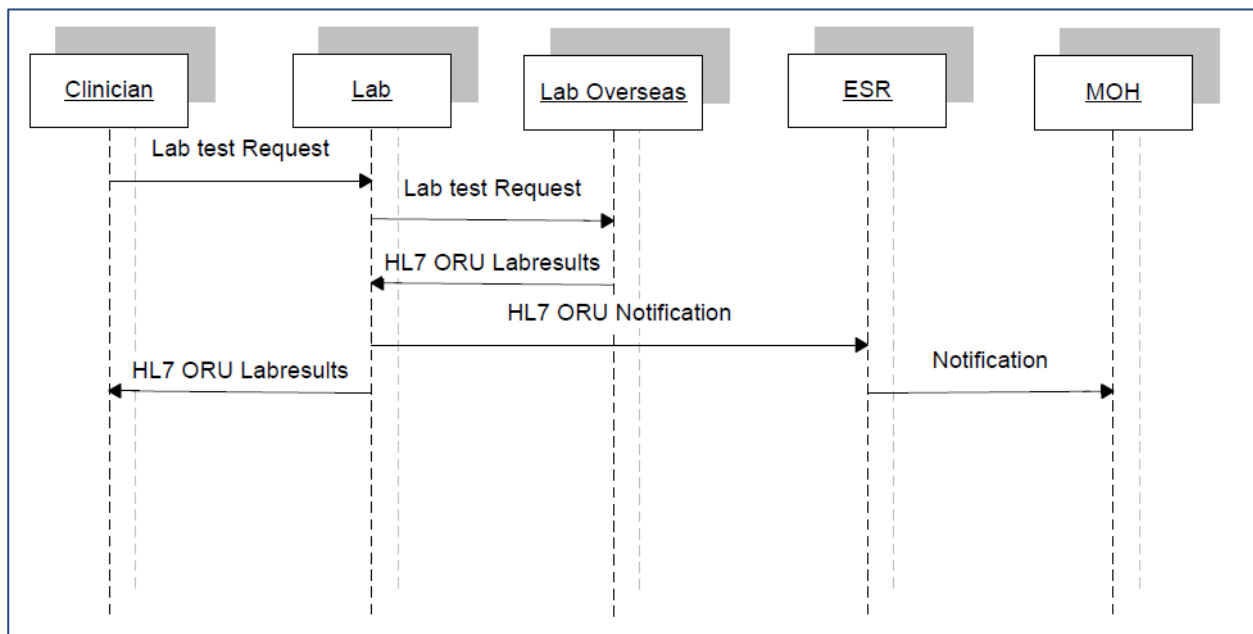 Clinician
Lab
Lab Overseas
ESR
MOH
Lab test Request
Lab test Request
HL7 ORU Labresults
HL7 ORU Notification
HL7 ORU Labresults
Notification